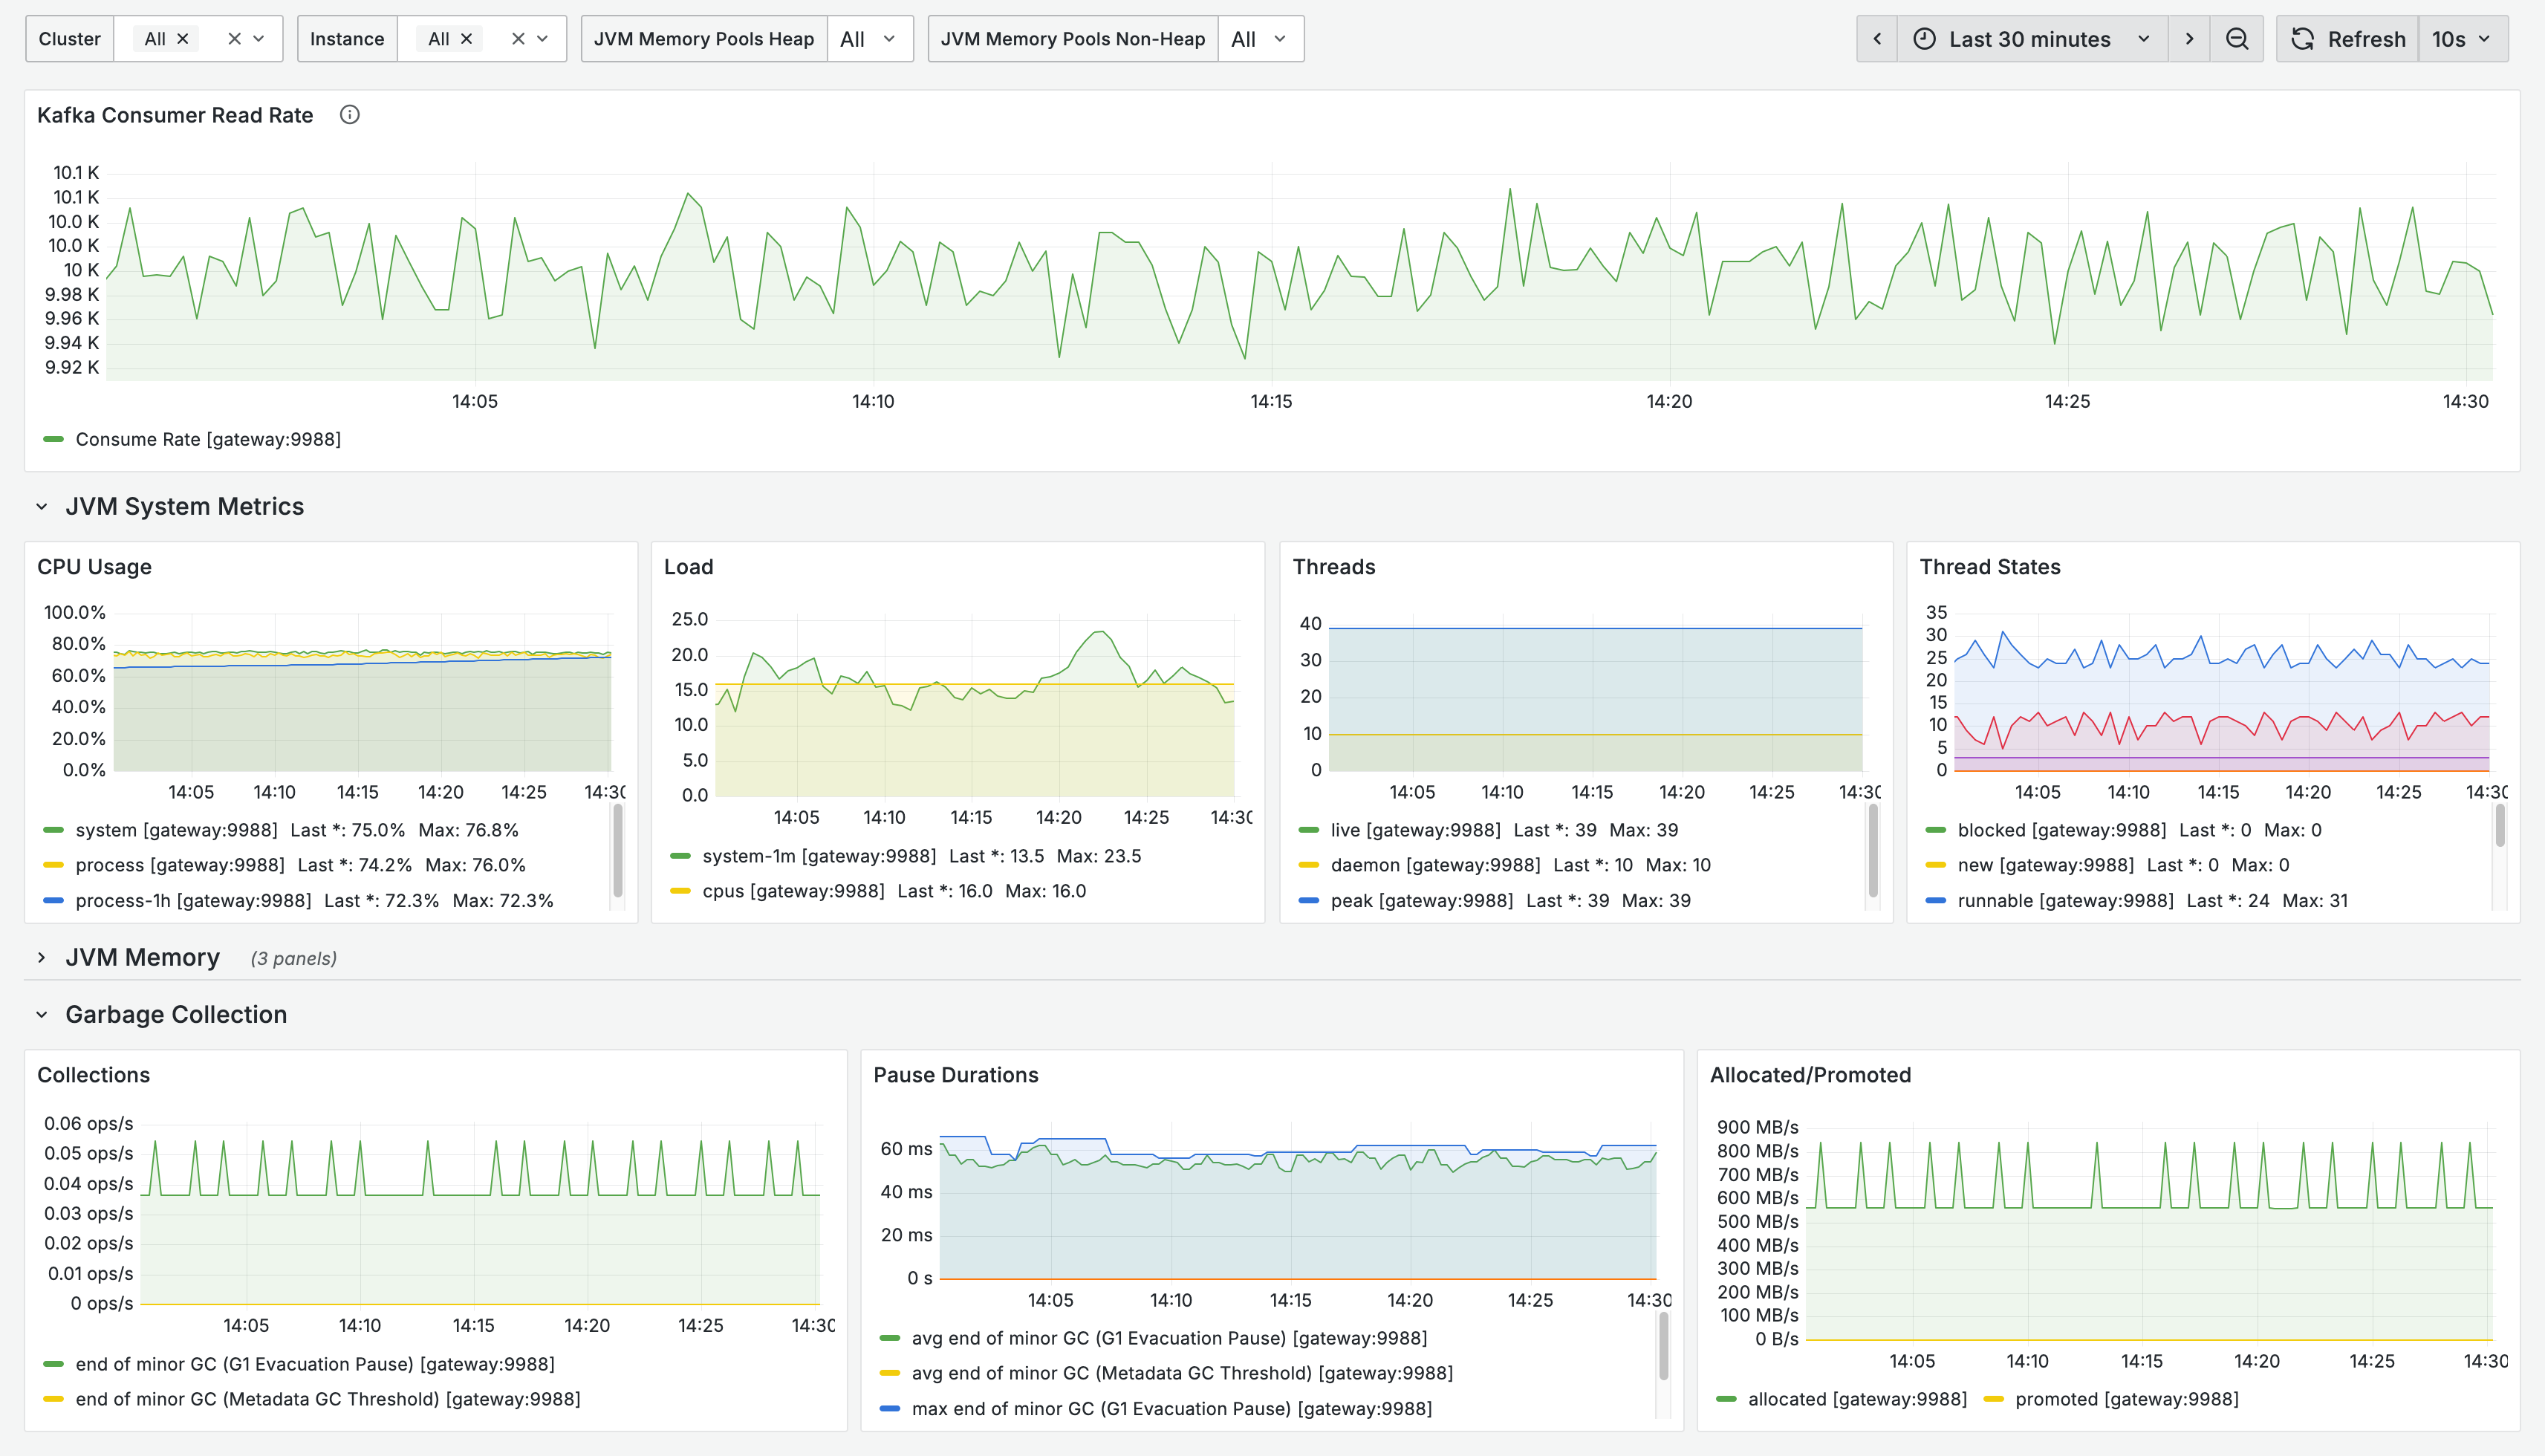 Cluster All × × Instance All × × JVM Memory Pools Heap All JVM Memory Pools Non-Heap All Last 30 minutes Refresh 10s
Kafka Consumer Read Rate
10.1 K
10.1 K
10.0 K
10.0 K
10 K
9.98 K
9.96 K
9.94 K
9.92 K
14:05 14:10 14:15 14:20 14:25 14:30
Consume Rate [gateway:9988]
JVM System Metrics
CPU Usage
100.0%
80.0%
60.0%
40.0%
20.0%
0.0%
14:05 14:10 14:15 14:20 14:25 14:30
system [gateway:9988] Last *: 75.0% Max: 76.8%
process [gateway:9988] Last *: 74.2% Max: 76.0%
process-1h [gateway:9988] Last *: 72.3% Max: 72.3%
Load
25.0
20.0
15.0
10.0
5.0
0.0
14:05 14:10 14:15 14:20 14:25 14:30
system-1m [gateway:9988] Last *: 13.5 Max: 23.5
cpus [gateway:9988] Last *: 16.0 Max: 16.0
Threads
40
30
20
10
0
14:05 14:10 14:15 14:20 14:25 14:30
live [gateway:9988] Last *: 39 Max: 39
daemon [gateway:9988] Last *: 10 Max: 10
peak [gateway:9988] Last *: 39 Max: 39
Thread States
35
30
25
20
15
10
5
0
14:05 14:10 14:15 14:20 14:25 14:30
blocked [gateway:9988] Last *: 0 Max: 0
new [gateway:9988] Last *: 0 Max: 0
runnable [gateway:9988] Last *: 24 Max: 31
JVM Memory (3 panels)
Garbage Collection
Collections
0.06 ops/s
0.05 ops/s
0.04 ops/s
0.03 ops/s
0.02 ops/s
0.01 ops/s
0 ops/s
14:05 14:10 14:15 14:20 14:25 14:30
end of minor GC (G1 Evacuation Pause) [gateway:9988]
end of minor GC (Metadata GC Threshold) [gateway:9988]
Pause Durations
60 ms
40 ms
20 ms
0 s
14:05 14:10 14:15 14:20 14:25 14:30
avg end of minor GC (G1 Evacuation Pause) [gateway:9988]
avg end of minor GC (Metadata GC Threshold) [gateway:9988]
max end of minor GC (G1 Evacuation Pause) [gateway:9988]
Allocated/Promoted
900 MB/s
800 MB/s
700 MB/s
600 MB/s
500 MB/s
400 MB/s
300 MB/s
200 MB/s
100 MB/s
0 B/s
14:05 14:10 14:15 14:20 14:25 14:30
allocated [gateway:9988] promoted [gateway:9988]